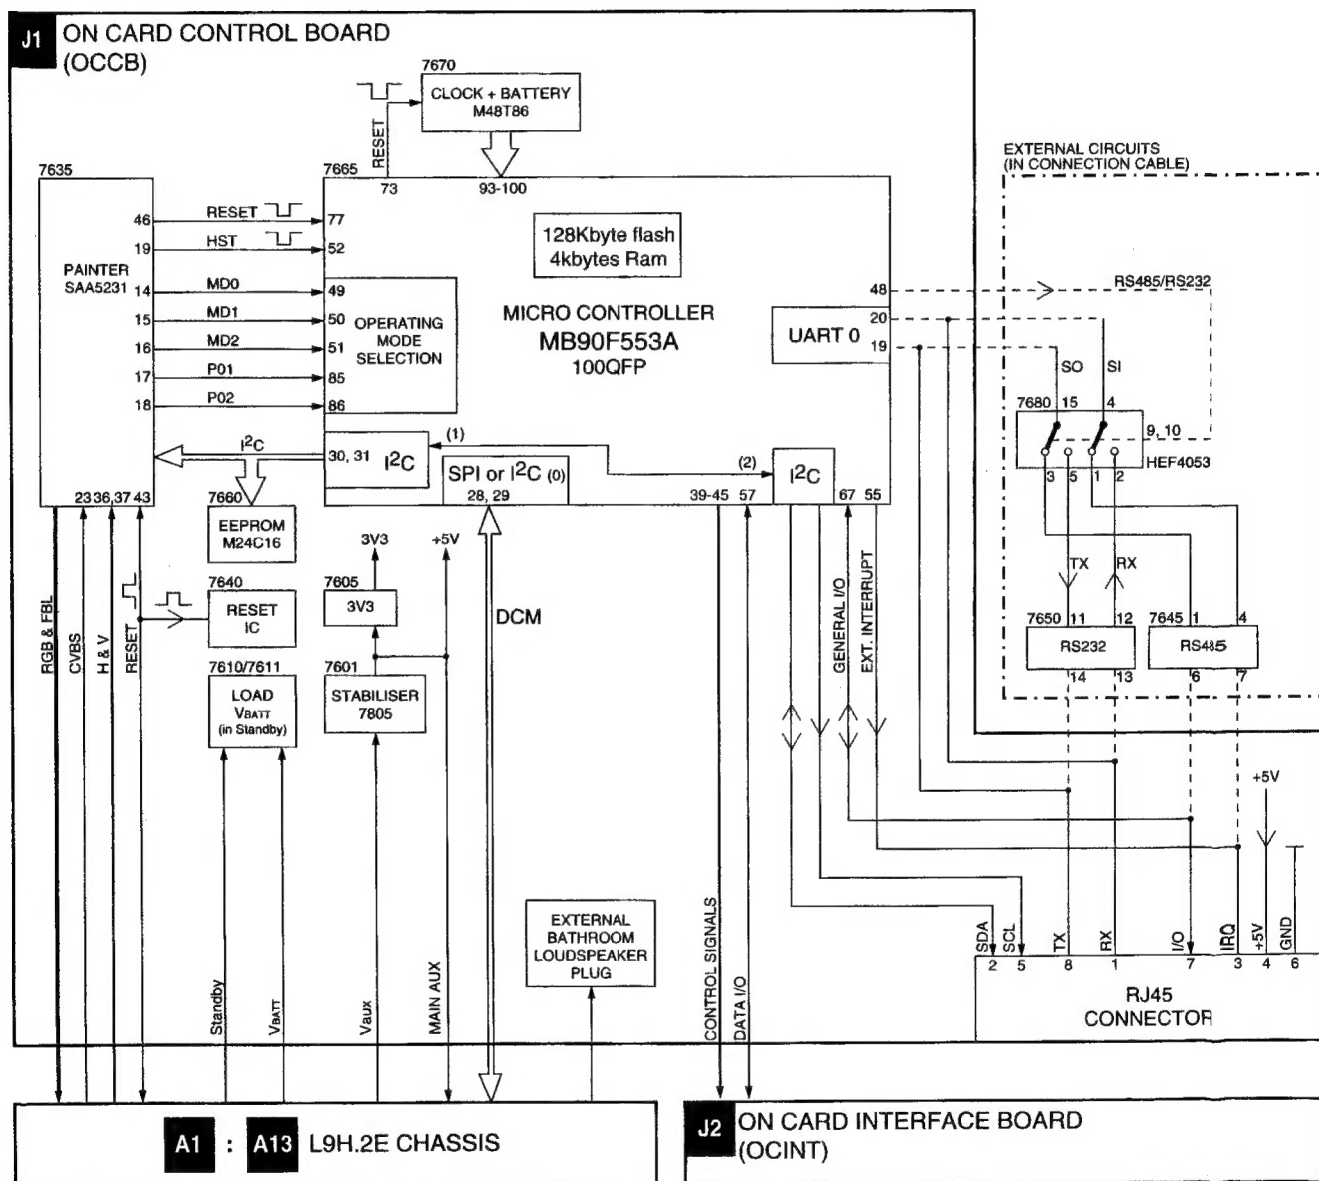 J1 ON CARD CONTROL BOARD
(OCCB)
7670
CLOCK + BATTERY
M48T86
RESET
EXTERNAL CIRCUITS
(IN CONNECTION CABLE)
7635
7665
73
93-100
46
RESET
77
19
HST
52
128Kbyte flash
4kbytes Ram
PAINTER
SAA5231
14
MD0
49
15
MD1
50
16
MD2
51
17
P01
85
18
P02
86
OPERATING
MODE
SELECTION
MICRO CONTROLLER
MB90F553A
100QFP
48
RS485/RS232
20
UART 0
19
SO
SI
7680
15
4
9, 10
HEF4053
3
5
1
2
I²C
30, 31
I²C
(1)
SPI or I²C (0)
28, 29
(2)
I²C
39-45
57
67
55
23
36,37
43
7660
EEPROM
M24C16
3V3
+5V
7640
RESET
IC
7605
3V3
DCM
TX
RX
7650
11
12
7645
1
4
RS232
RS485
14
13
6
7
RGB & FBL
CVBS
H & V
RESET
7610/7611
LOAD
VBATT
(in Standby)
7601
STABILISER
7805
GENERAL I/O
EXT. INTERRUPT
+5V
EXTERNAL
BATHROOM
LOUDSPEAKER
PLUG
Standby
VBATT
Vaux
MAIN AUX
CONTROL SIGNALS
DATA I/O
SDA
SCL
TX
RX
I/O
IRQ
+5V
GND
2
5
8
1
7
3
4
6
RJ45
CONNECTOR
A1 : A13 L9H.2E CHASSIS
J2 ON CARD INTERFACE BOARD
(OCINT)